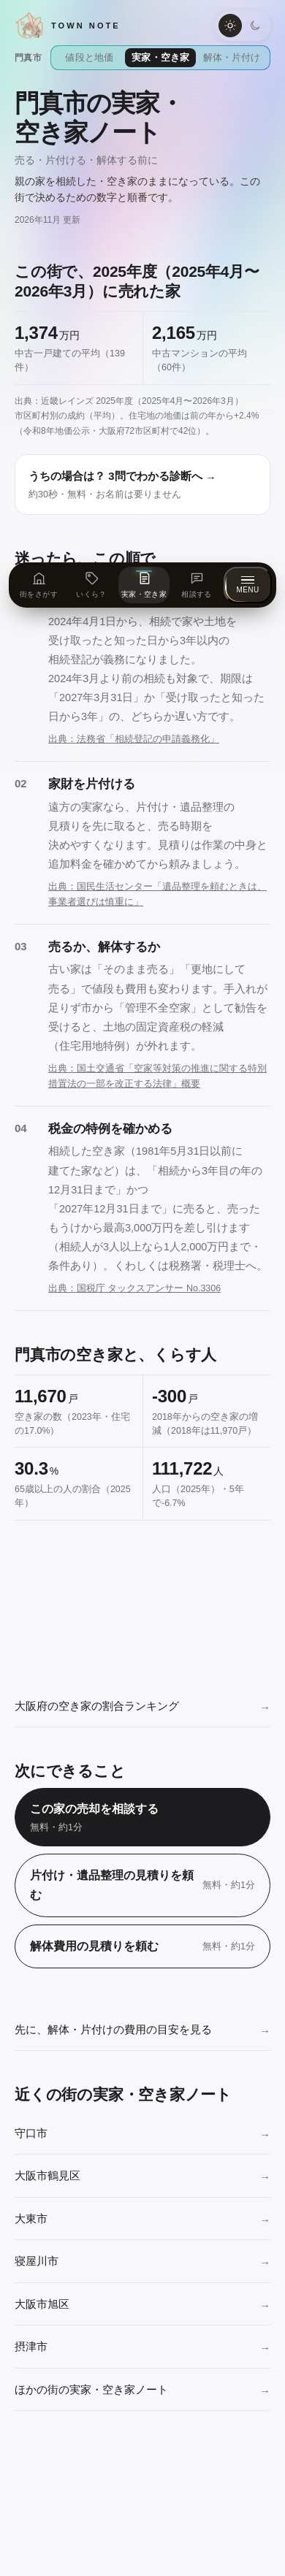 TOWN NOTE
門真市
値段と地価
実家・空き家
解体・片付け
門真市の実家・
空き家ノート
売る・片付ける・解体する前に
親の家を相続した・空き家のままになっている。この
街で決めるための数字と順番です。
2026年11月 更新
この街で、2025年度（2025年4月〜
2026年3月）に売れた家
1,374万円
中古一戸建ての平均（139
件）
2,165万円
中古マンションの平均
（60件）
出典：近畿レインズ 2025年度（2025年4月〜2026年3月）
市区町村別の成約（平均）。住宅地の地価は前の年から+2.4%
（令和8年地価公示・大阪府72市区町村で42位）。
うちの場合は？ 3問でわかる診断へ →
約30秒・無料・お名前は要りません
迷ったら、この順で
街をさがす
いくら？
実家・空き家
相談する
MENU
2024年4月1日から、相続で家や土地を
受け取ったと知った日から3年以内の
相続登記が義務になりました。
2024年3月より前の相続も対象で、期限は
「2027年3月31日」か「受け取ったと知った
日から3年」の、どちらか遅い方です。
出典：法務省「相続登記の申請義務化」
02
家財を片付ける
遠方の実家なら、片付け・遺品整理の
見積りを先に取ると、売る時期を
決めやすくなります。見積りは作業の中身と
追加料金を確かめてから頼みましょう。
出典：国民生活センター「遺品整理を頼むときは、
事業者選びは慎重に」
03
売るか、解体するか
古い家は「そのまま売る」「更地にして
売る」で値段も費用も変わります。手入れが
足りず市から「管理不全空家」として勧告を
受けると、土地の固定資産税の軽減
（住宅用地特例）が外れます。
出典：国土交通省「空家等対策の推進に関する特別
措置法の一部を改正する法律」概要
04
税金の特例を確かめる
相続した空き家（1981年5月31日以前に
建てた家など）は、「相続から3年目の年の
12月31日まで」かつ
「2027年12月31日まで」に売ると、売った
もうけから最高3,000万円を差し引けます
（相続人が3人以上なら1人2,000万円まで・
条件あり）。くわしくは税務署・税理士へ。
出典：国税庁 タックスアンサー No.3306
門真市の空き家と、くらす人
11,670戸
空き家の数（2023年・住宅
の17.0%）
-300戸
2018年からの空き家の増
減（2018年は11,970戸）
30.3%
65歳以上の人の割合（2025
年）
111,722人
人口（2025年）・5年
で-6.7%
大阪府の空き家の割合ランキング →
次にできること
この家の売却を相談する
無料・約1分
片付け・遺品整理の見積りを頼
む
無料・約1分
解体費用の見積りを頼む
無料・約1分
先に、解体・片付けの費用の目安を見る →
近くの街の実家・空き家ノート
守口市 →
大阪市鶴見区 →
大東市 →
寝屋川市 →
大阪市旭区 →
摂津市 →
ほかの街の実家・空き家ノート →